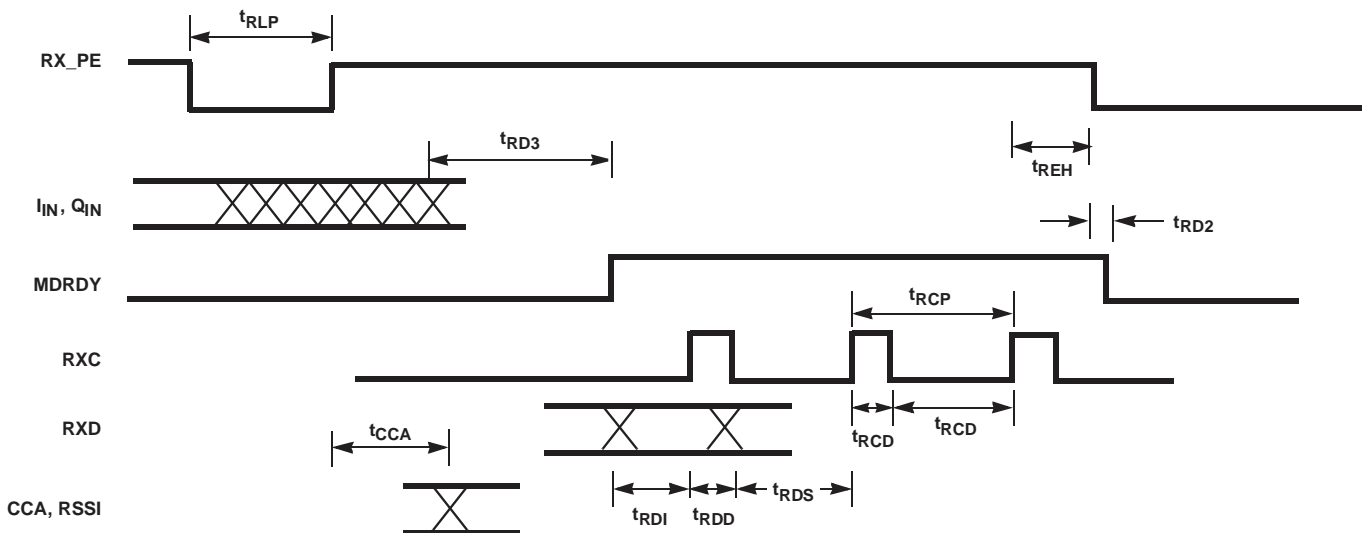 tRLP
RX_PE
tRD3
tREH
IIN, QIN
tRD2
MDRDY
tRCP
RXC
RXD
tCCA
tRCD
tRCD
tRDI
tRDD
tRDS
CCA, RSSI